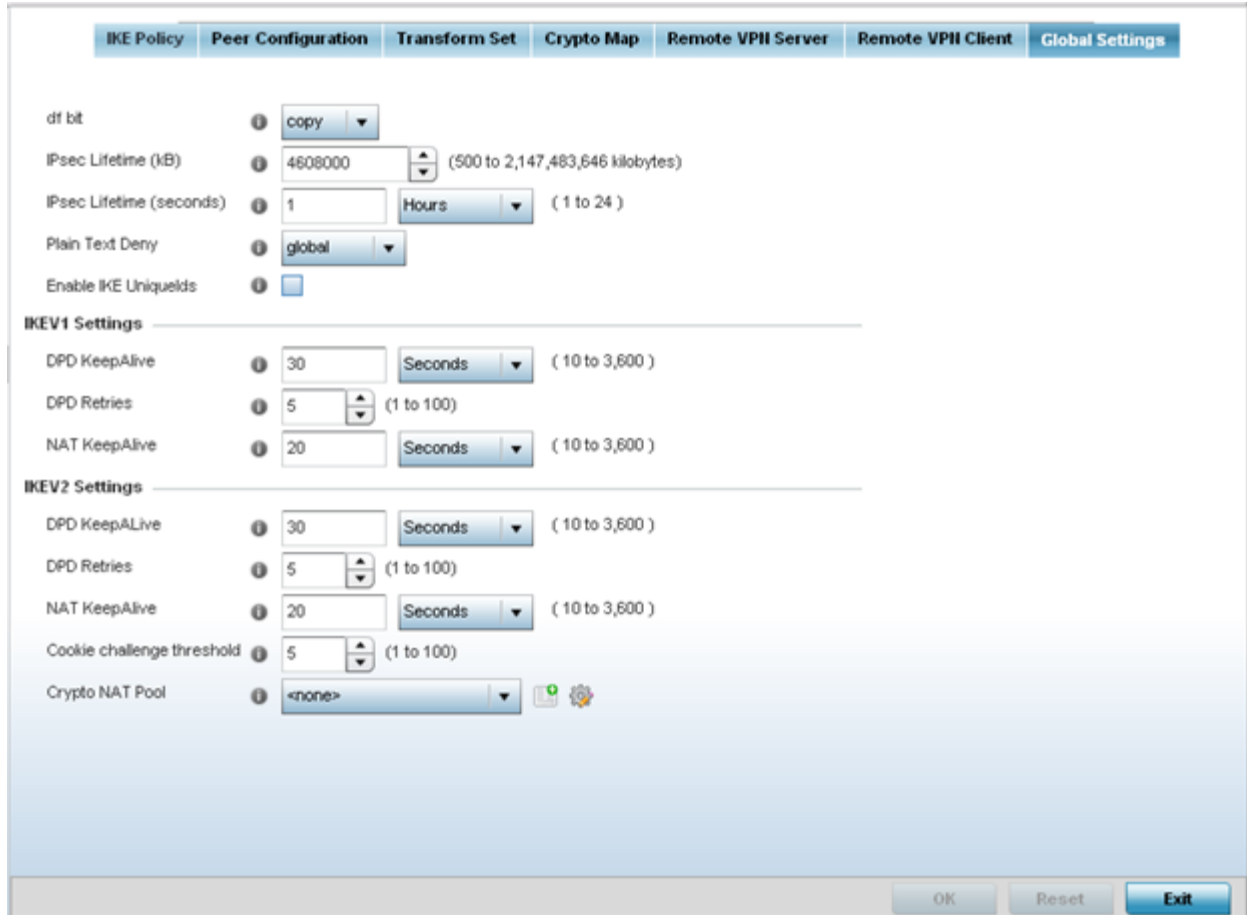 IKE Policy Peer Configuration Transform Set Crypto Map Remote VPN Server Remote VPN Client Global Settings
df bit copy
IPsec Lifetime (kB) 4608000 (500 to 2,147,483,646 kilobytes)
IPsec Lifetime (seconds) 1 Hours ( 1 to 24 )
Plain Text Deny global
Enable IKE UniqueIds
IKEV1 Settings
DPD KeepAlive 30 Seconds ( 10 to 3,600 )
DPD Retries 5 (1 to 100)
NAT KeepAlive 20 Seconds ( 10 to 3,600 )
IKEV2 Settings
DPD KeepALive 30 Seconds ( 10 to 3,600 )
DPD Retries 5 (1 to 100)
NAT KeepAlive 20 Seconds ( 10 to 3,600 )
Cookie challenge threshold 5 (1 to 100)
Crypto NAT Pool <none>
OK Reset Exit